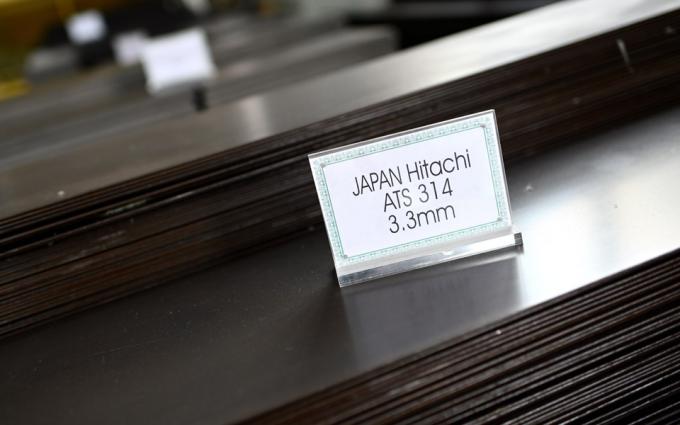 JAPAN Hitachi
ATS 314
3.3mm